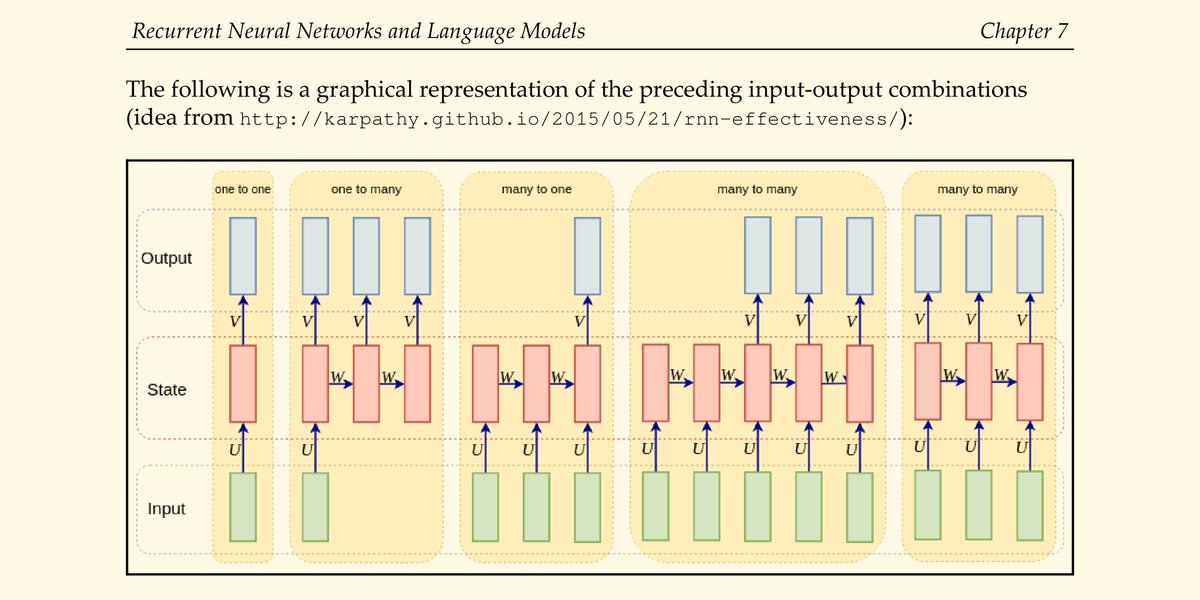 Recurrent Neural Networks and Language Models Chapter 7
The following is a graphical representation of the preceding input-output combinations
(idea from http://karpathy.github.io/2015/05/21/rnn-effectiveness/):
one to one one to many many to one many to many many to many
Output
V V V V V V V V V V V
State
W W W W W W W W W W
Input
U U U U U U U U U U U U U